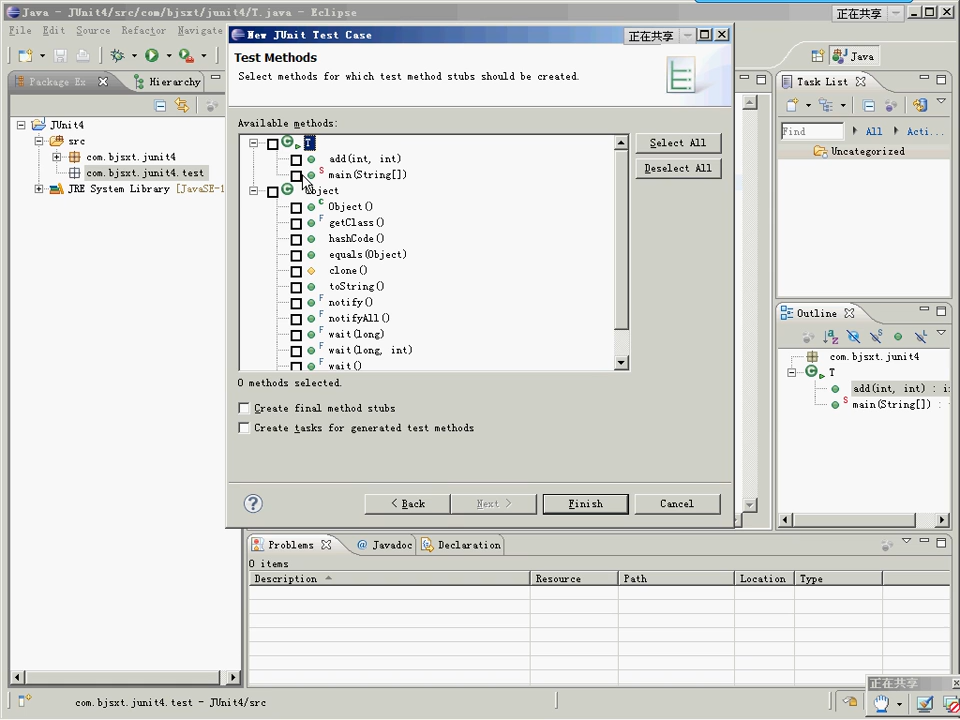 Java - JUnit4/src/com/bjsxt/junit4/T.java - Eclipse
正在共享
File Edit Source Refactor Navigate
New JUnit Test Case
正在共享
Test Methods
Select methods for which test method stubs should be created.
Java
Package Ex
Hierarchy
Task List
JUnit4
src
com.bjsxt.junit4
com.bjsxt.junit4.test
JRE System Library [JavaSE-1
Available methods:
T
add(int, int)
main(String[])
Object
Object()
getClass()
hashCode()
equals(Object)
clone()
toString()
notify()
notifyAll()
wait(long)
wait(long, int)
wait()
Select All
Deselect All
0 methods selected.
Create final method stubs
Create tasks for generated test methods
< Back
Next >
Finish
Cancel
Find
All
Acti...
Uncategorized
Outline
com.bjsxt.junit4
T
add(int, int) : i
main(String[]) :
Problems
Javadoc
Declaration
0 items
Description Resource Path Location Type
com.bjsxt.junit4.test - JUnit4/src
正在共享